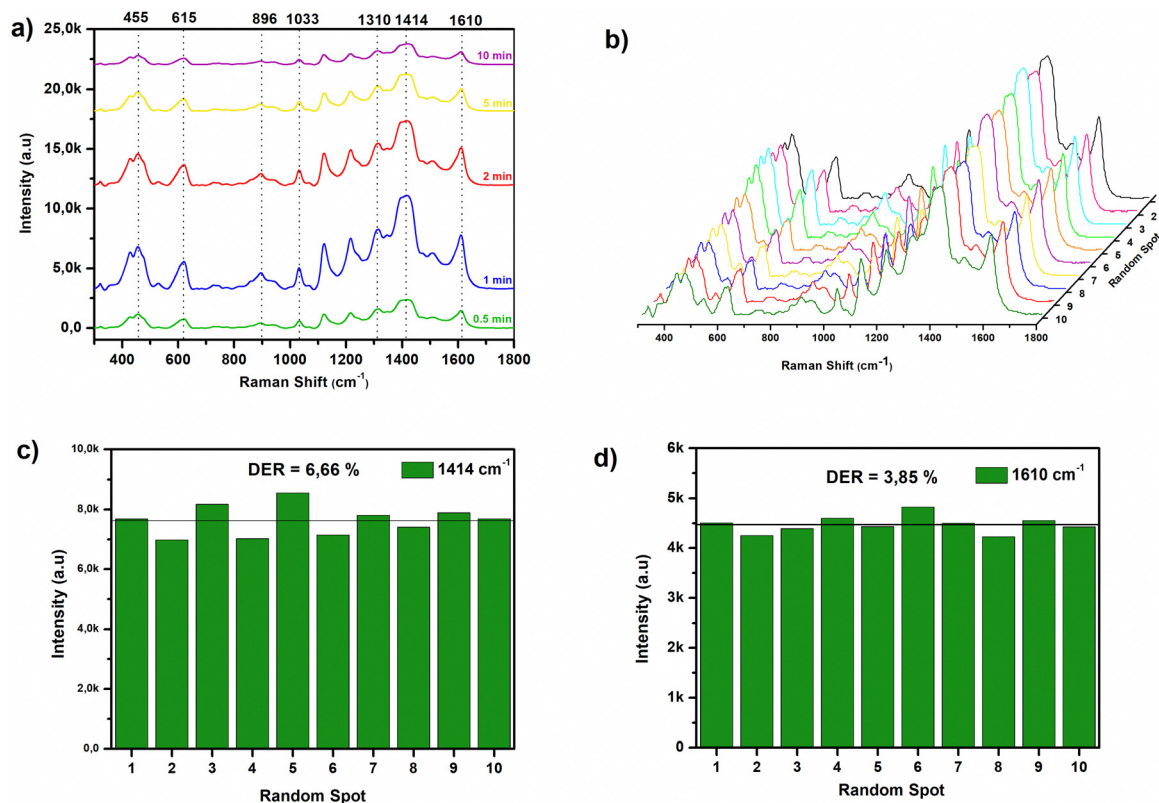 a)
455 615 896 1033 1310 1414 1610
25,0k
20,0k
15,0k
10,0k
5,0k
0,0
Intensity (a.u)
10 min
5 min
2 min
1 min
0.5 min
400 600 800 1000 1200 1400 1600 1800
Raman Shift (cm⁻¹)
b)
400 600 800 1000 1200 1400 1600 1800
Raman Shift (cm⁻¹)
2
3
4
5
6
7
8
9
10
Random Spot
c)
10,0k
8,0k
6,0k
4,0k
2,0k
0,0
Intensity (a.u)
DER = 6,66 %
1414 cm⁻¹
1 2 3 4 5 6 7 8 9 10
Random Spot
d)
6k
5k
4k
3k
2k
1k
0
Intensity (a.u)
DER = 3,85 %
1610 cm⁻¹
1 2 3 4 5 6 7 8 9 10
Random Spot